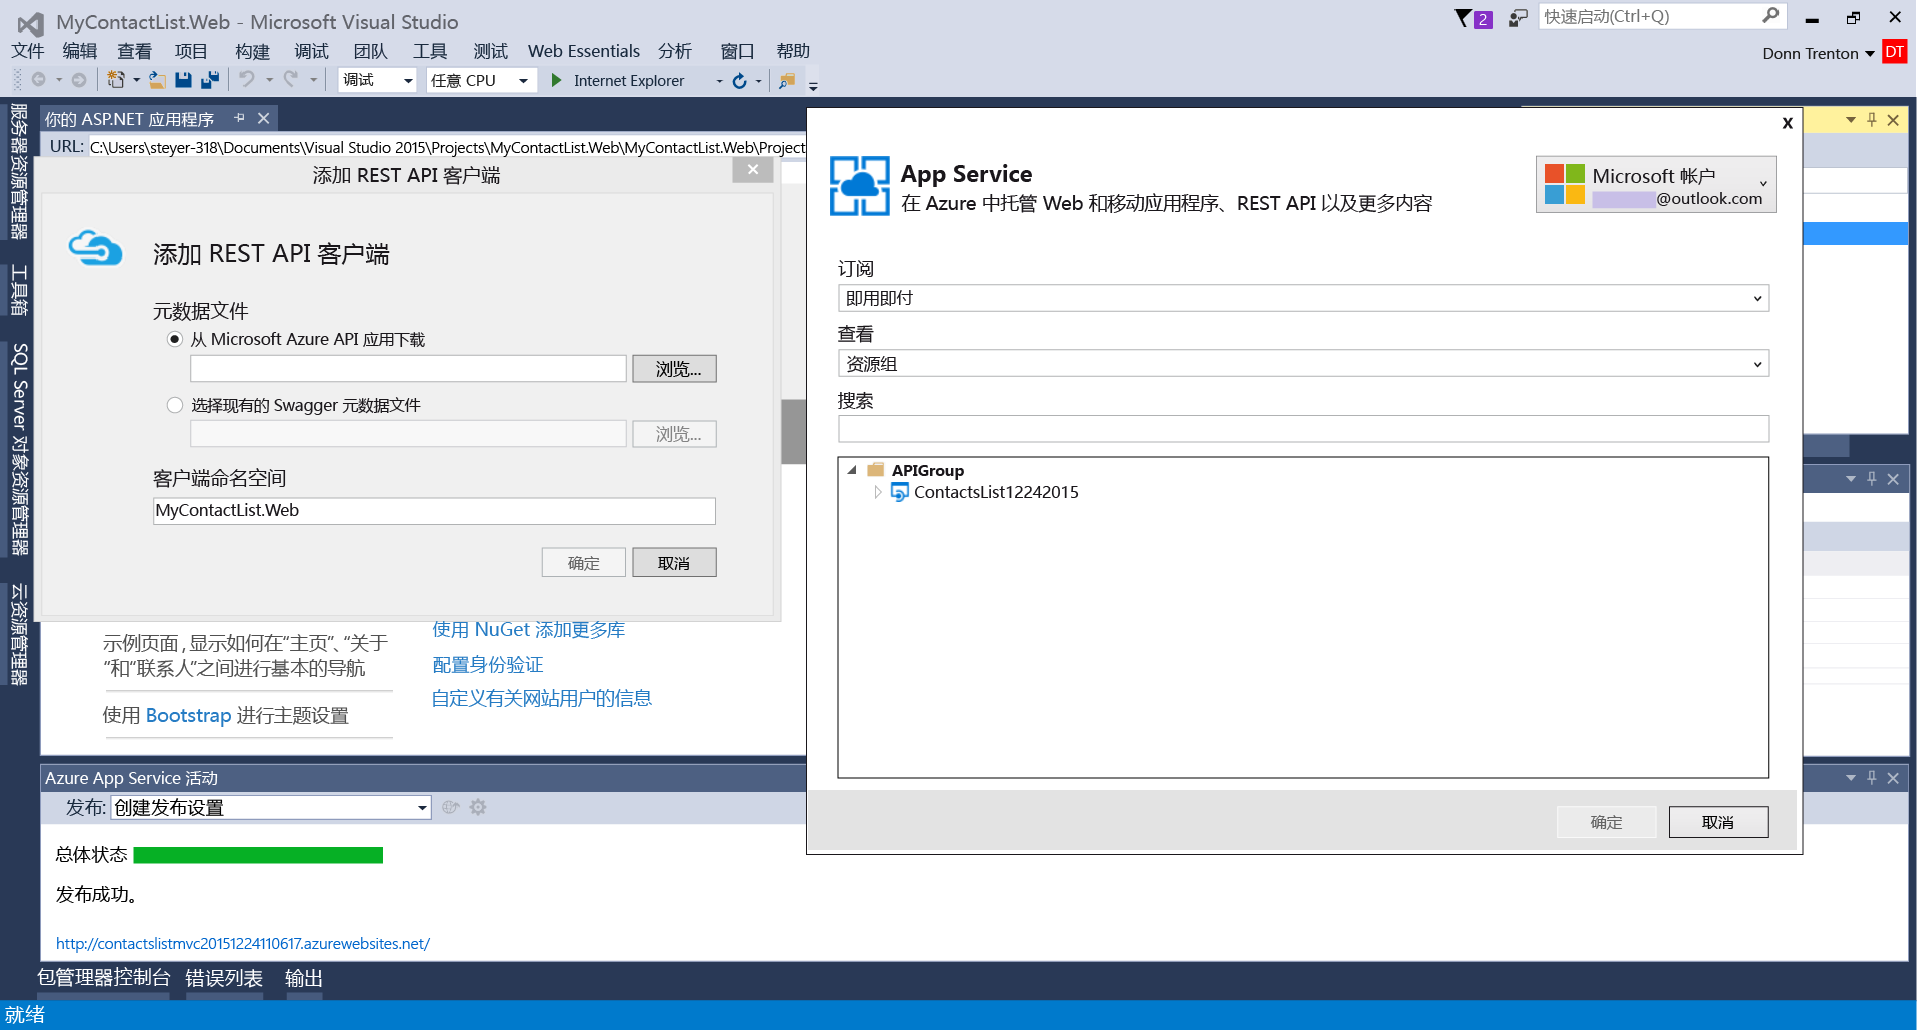 MyContactList.Web - Microsoft Visual Studio
2
快速启动(Ctrl+Q)
文件 编辑 查看 项目 构建 调试 团队 工具 测试 Web Essentials 分析 窗口 帮助
Donn Trenton DT
调试 任意 CPU Internet Explorer
服务器资源管理器
工具箱
SQL Server 对象资源管理器
云资源管理器
你的 ASP.NET 应用程序
URL: C:\Users\steyer-318\Documents\Visual Studio 2015\Projects\MyContactList.Web\MyContactList.Web\Project
添加 REST API 客户端
添加 REST API 客户端
元数据文件
从 Microsoft Azure API 应用下载
浏览...
选择现有的 Swagger 元数据文件
浏览...
客户端命名空间
MyContactList.Web
确定 取消
示例页面,显示如何在“主页”、“关于
”和“联系人”之间进行基本的导航
使用 Bootstrap 进行主题设置
使用 NuGet 添加更多库
配置身份验证
自定义有关网站用户的信息
X
App Service
在 Azure 中托管 Web 和移动应用程序、REST API 以及更多内容
Microsoft 帐户
@outlook.com
订阅
即用即付
查看
资源组
搜索
APIGroup
ContactsList12242015
确定 取消
Azure App Service 活动
发布: 创建发布设置
总体状态
发布成功。
http://contactslistmvc20151224110617.azurewebsites.net/
包管理器控制台 错误列表 输出
就绪